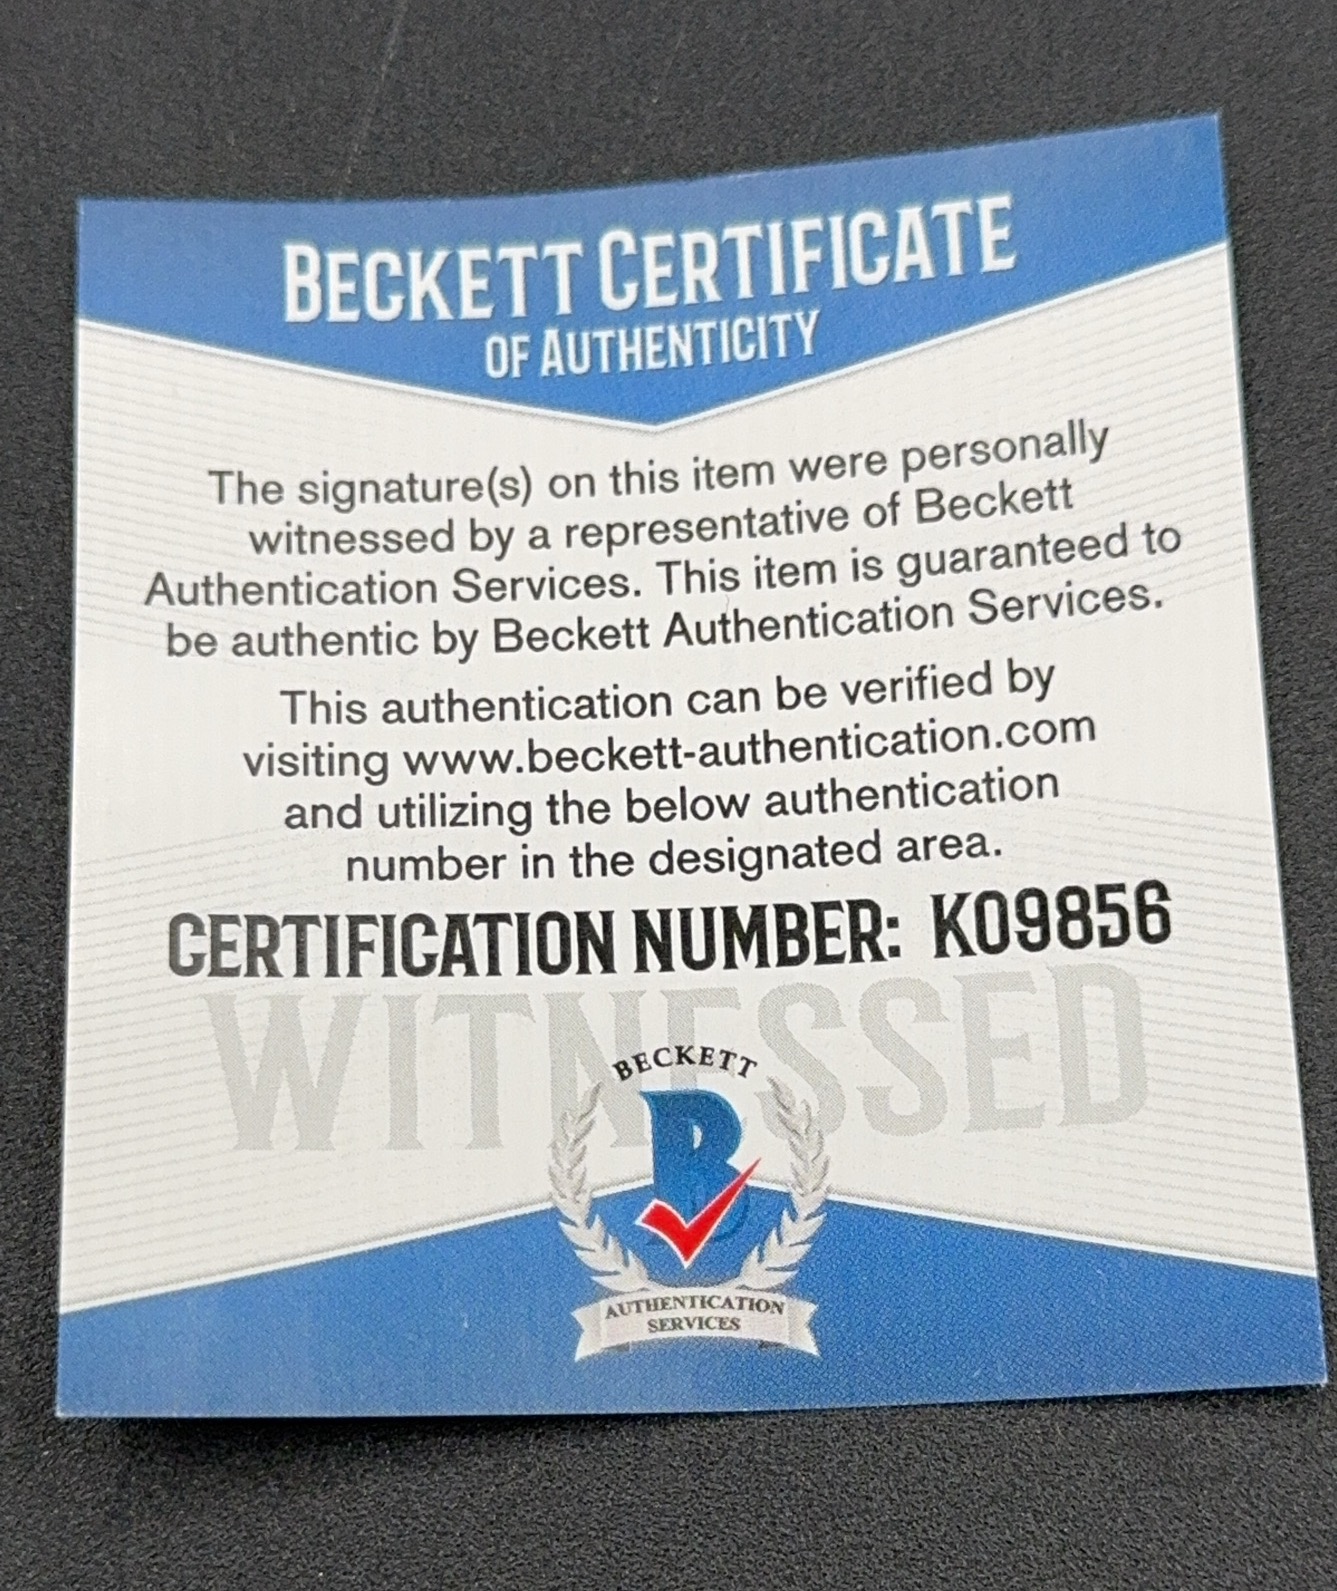 BECKETT CERTIFICATE
OF AUTHENTICITY
The signature(s) on this item were personally
witnessed by a representative of Beckett
Authentication Services. This item is guaranteed to
be authentic by Beckett Authentication Services.
This authentication can be verified by
visiting www.beckett-authentication.com
and utilizing the below authentication
number in the designated area.
CERTIFICATION NUMBER: K09856
WITNESSED
BECKETT
B
AUTHENTICATION
SERVICES